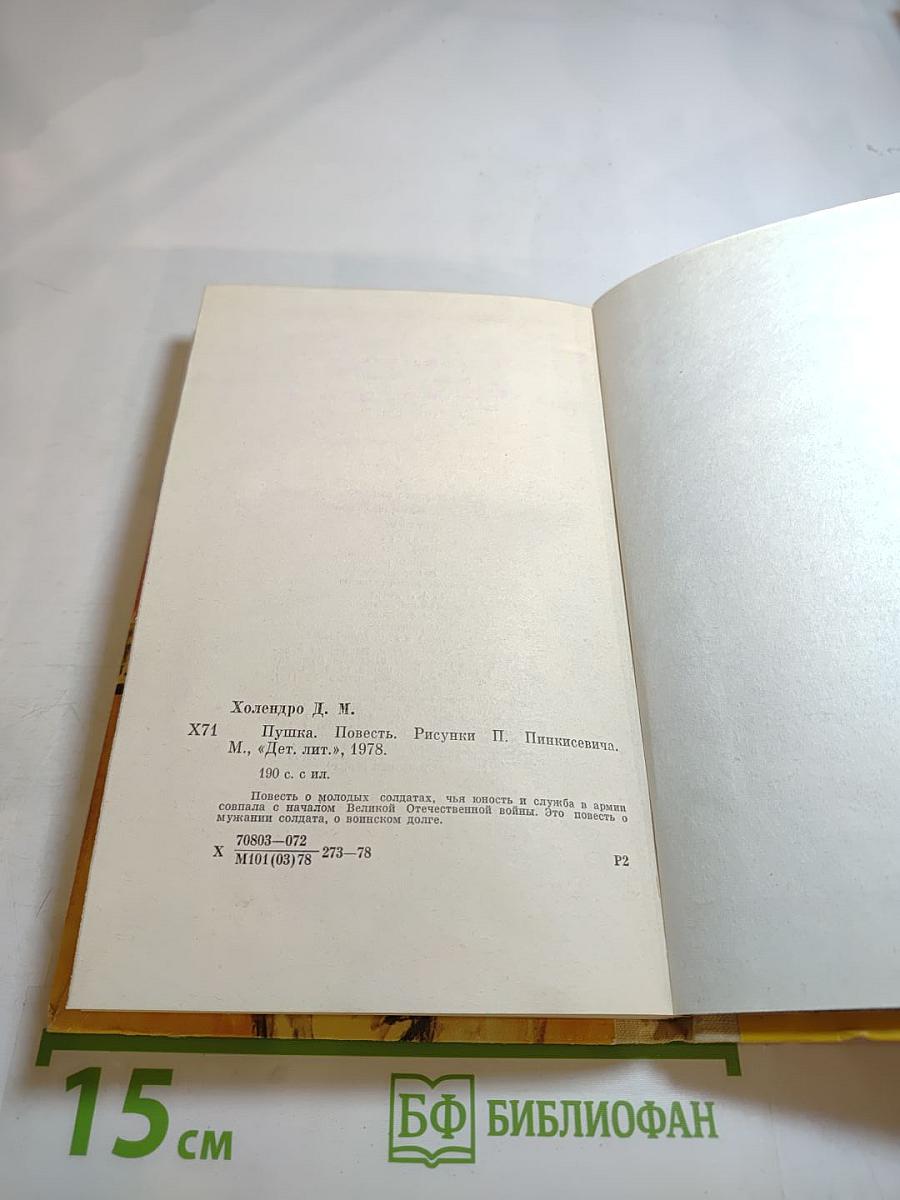 Холендро Д. М.
Х71 Пушка. Повесть. Рисунки П. Пинкисевича.
М., «Дет. лит.», 1978.
190 с. с ил.
Повесть о молодых солдатах, чья юность и служба в армии
совпала с началом Великой Отечественной войны. Это повесть о
мужании солдата, о воинском долге.
70803—072
Х М101(03)78 273—78 Р2
15 см БФ БИБЛИОФАН